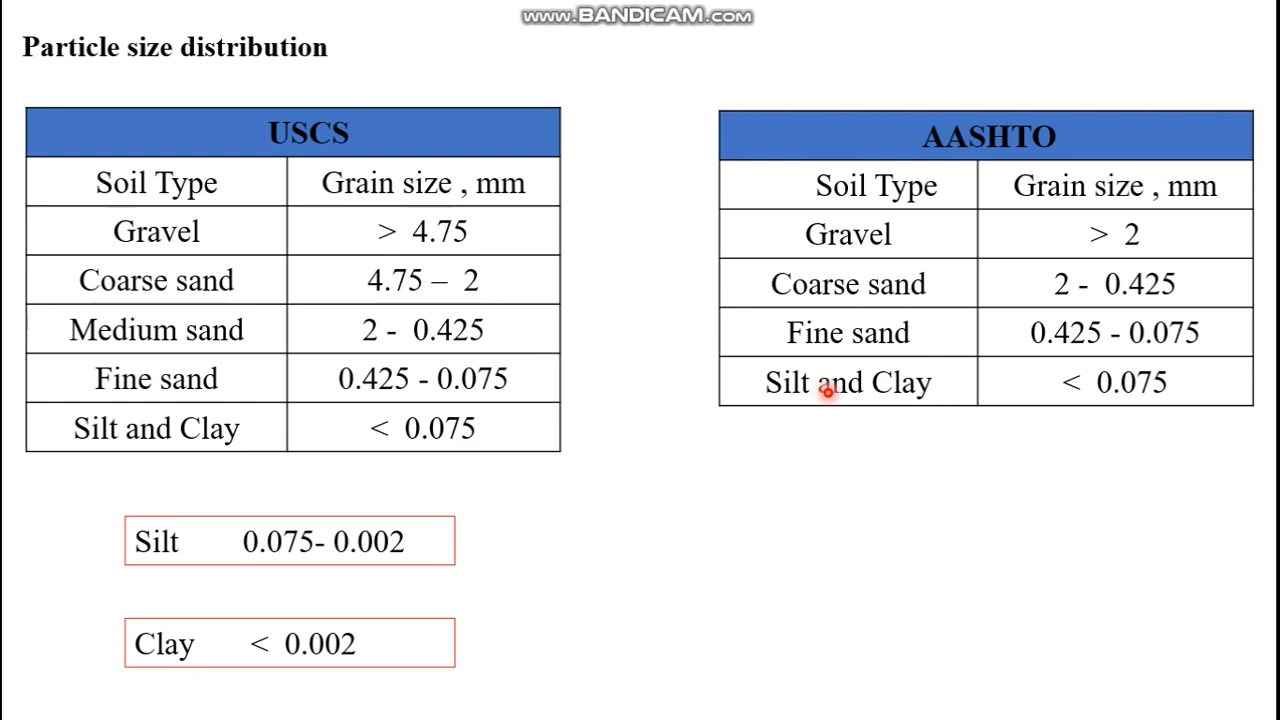 www.BANDICAM.com
Particle size distribution
USCS
Soil Type Grain size , mm
Gravel > 4.75
Coarse sand 4.75 – 2
Medium sand 2 - 0.425
Fine sand 0.425 - 0.075
Silt and Clay < 0.075
AASHTO
Soil Type Grain size , mm
Gravel > 2
Coarse sand 2 - 0.425
Fine sand 0.425 - 0.075
Silt and Clay < 0.075
Silt 0.075- 0.002
Clay < 0.002